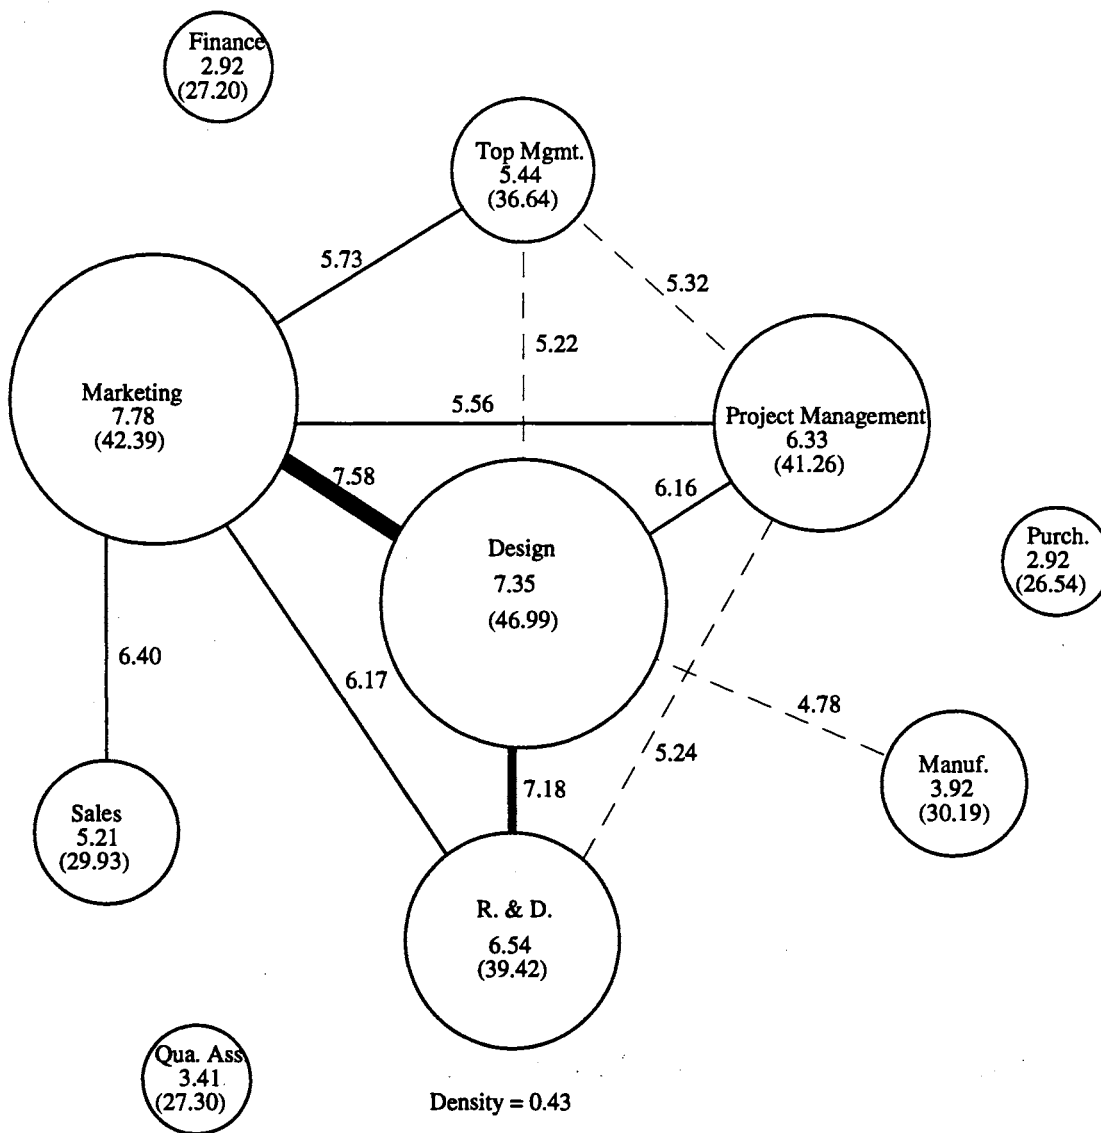 Finance
2.92
(27.20)
Top Mgmt.
5.44
(36.64)
5.73
5.32
5.22
Marketing
7.78
(42.39)
5.56
Project Management
6.33
(41.26)
7.58
6.16
Design
7.35
(46.99)
Purch.
2.92
(26.54)
6.40
6.17
4.78
5.24
7.18
Manuf.
3.92
(30.19)
Sales
5.21
(29.93)
R. & D.
6.54
(39.42)
Qua. Ass.
3.41
(27.30)
Density = 0.43